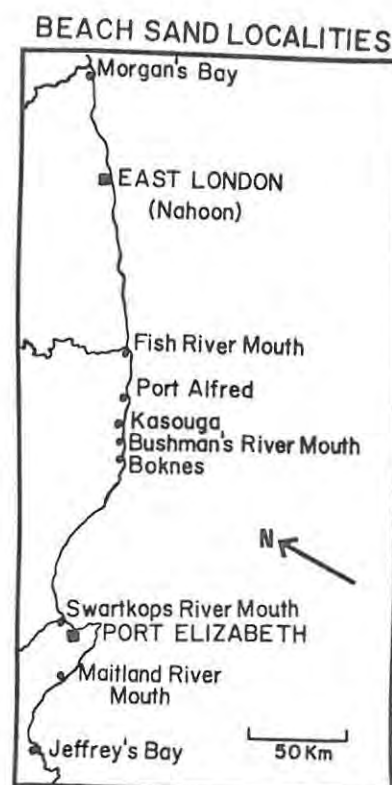 BEACH SAND LOCALITIES
Morgan's Bay
EAST LONDON
(Nahoon)
Fish River Mouth
Port Alfred
Kasouga
Bushman's River Mouth
Boknes
N
Swartkops River Mouth
PORT ELIZABETH
Maitland River
Mouth
Jeffrey's Bay
50 Km